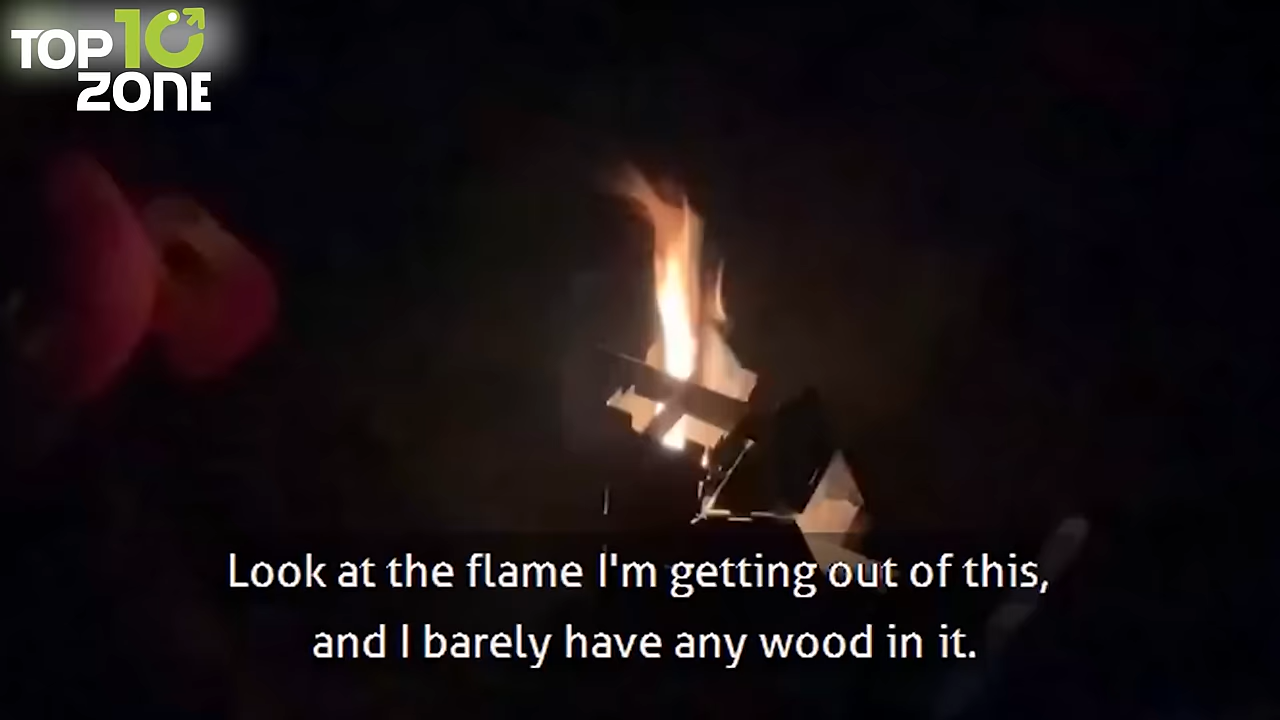 TOP 10
ZONE
Look at the flame I'm getting out of this,
and I barely have any wood in it.